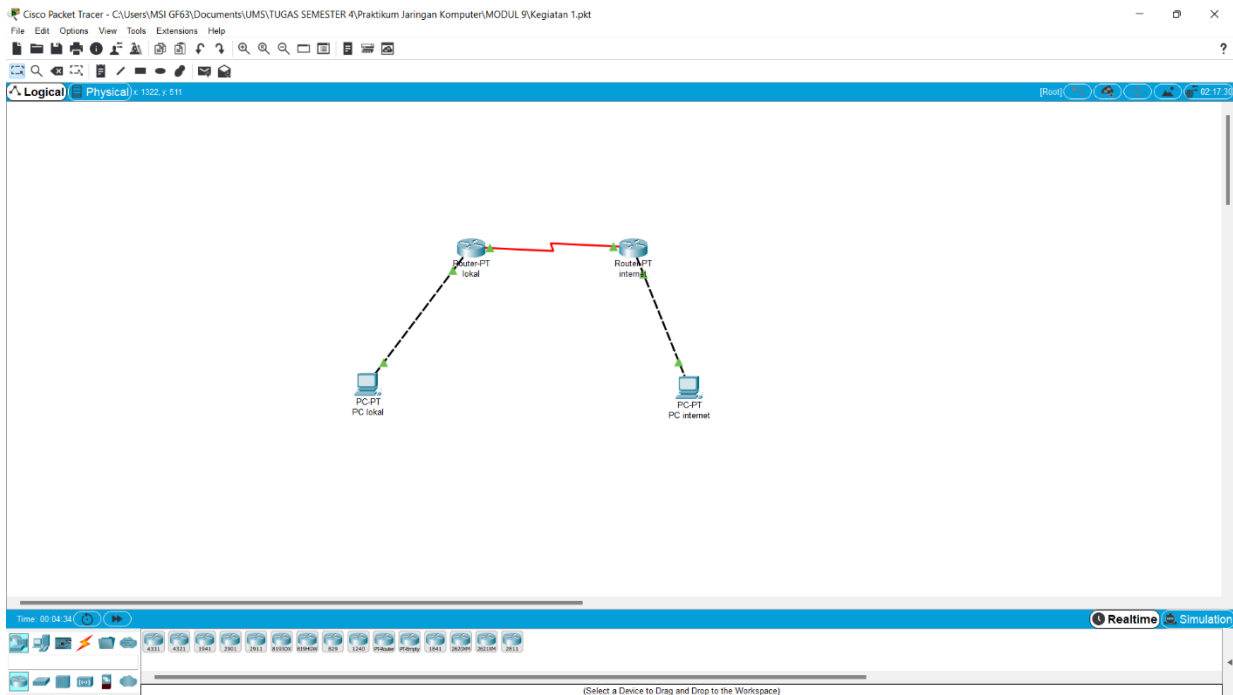 Cisco Packet Tracer - C:\Users\MSI GF63\Documents\UMS\TUGAS SEMESTER 4\Praktikum Jaringan Komputer\MODUL 9\Kegiatan 1.pkt
File Edit Options View Tools Extensions Help
?
Logical Physical x: 1322, y: 511 [Root] 02:17:30
Router-PT
lokal
Router-PT
internet
PC-PT
PC lokal
PC-PT
PC internet
Time: 00:04:34 Realtime Simulation
4331 4321 1941 2901 2911 819IOX 819HGW 829 1240 PT-Router PT-Empty 1841 2620XM 2621XM 2811
(Select a Device to Drag and Drop to the Workspace)